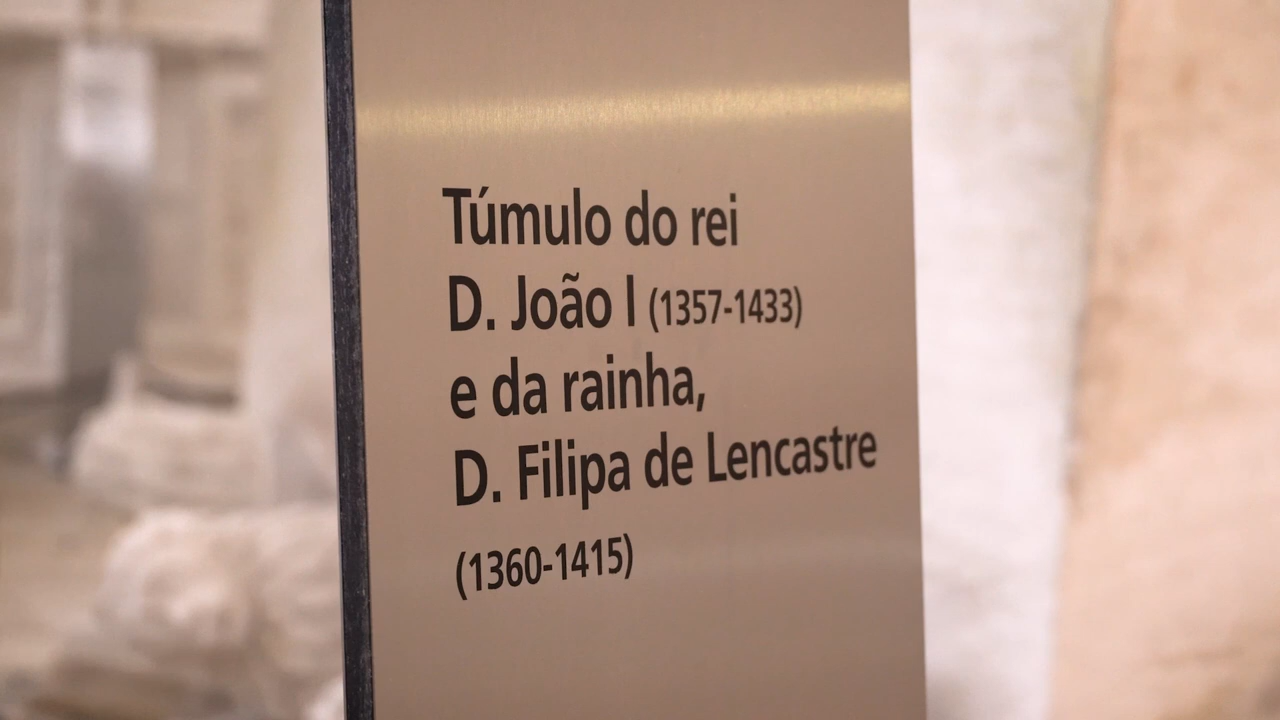 Túmulo do rei
D. João I (1357-1433)
e da rainha,
D. Filipa de Lencastre
(1360-1415)